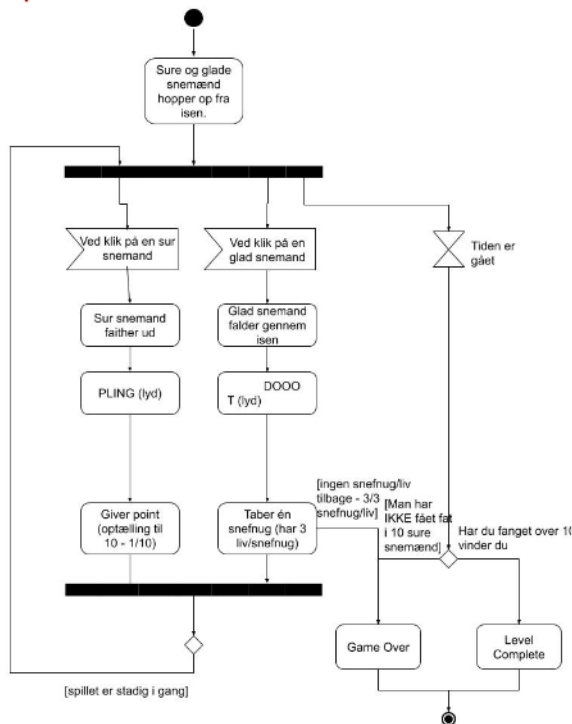 Sure og glade
snemænd
hopper op fra
isen.
Ved klik på en sur
snemand
Ved klik på en
glad snemand
Tiden er
gået
Sur snemand
faither ud
Glad snemand
falder gennem
isen
PLING (lyd)
DOOO
T (lyd)
Giver point
(optælling til
10 - 1/10)
Taber én
snefnug (har 3
liv/snefnug)
[ingen snefnug/liv
tilbage - 3/3
snefnug/liv]
[Man har
IKKE fået fat
i 10 sure
snemænd]
Har du fanget over 10
vinder du
Game Over
Level
Complete
[spillet er stadig i gang]